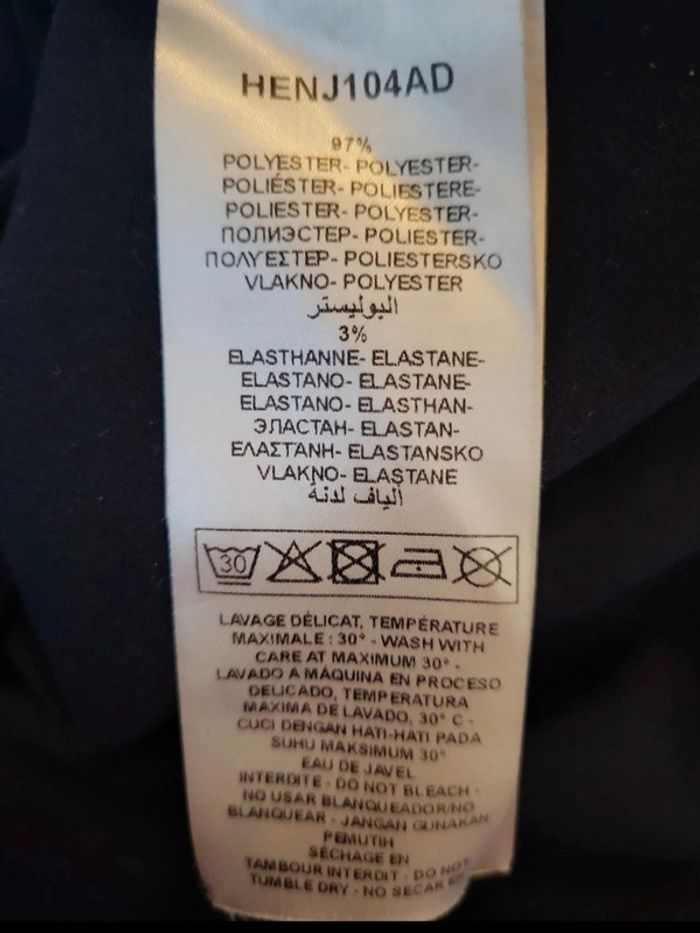 HENJ104AD
97%
POLYESTER- POLYESTER-
POLIÉSTER- POLIESTERE-
POLIESTER- POLYESTER-
ПОЛИЭСТЕР- POLIESTER-
ΠΟΛΥΕΣΤΕΡ- POLIESTERSKO
VLAKNO- POLYESTER
البوليستر
3%
ELASTHANNE- ELASTANE-
ELASTANO- ELASTANE-
ELASTANO- ELASTHAN-
ЭЛАСТАН- ELASTAN-
ΕΛΑΣΤΑΝΗ- ELASTANSKO
VLAKNO- ELASTANE
الياف لدنة
30
LAVAGE DÉLICAT, TEMPÉRATURE
MAXIMALE : 30° - WASH WITH
CARE AT MAXIMUM 30° -
LAVADO A MÁQUINA EN PROCESO
DELICADO, TEMPERATURA
MÁXIMA DE LAVADO, 30° C -
CUCI DENGAN HATI-HATI PADA
SUHU MAKSIMUM 30°
EAU DE JAVEL
INTERDITE - DO NOT BLEACH -
NO USAR BLANQUEADOR/NO
BLANQUEAR - JANGAN GUNAKAN
PEMUTIH
SÉCHAGE EN
TAMBOUR INTERDIT - DO NOT
TUMBLE DRY - NO SECAR